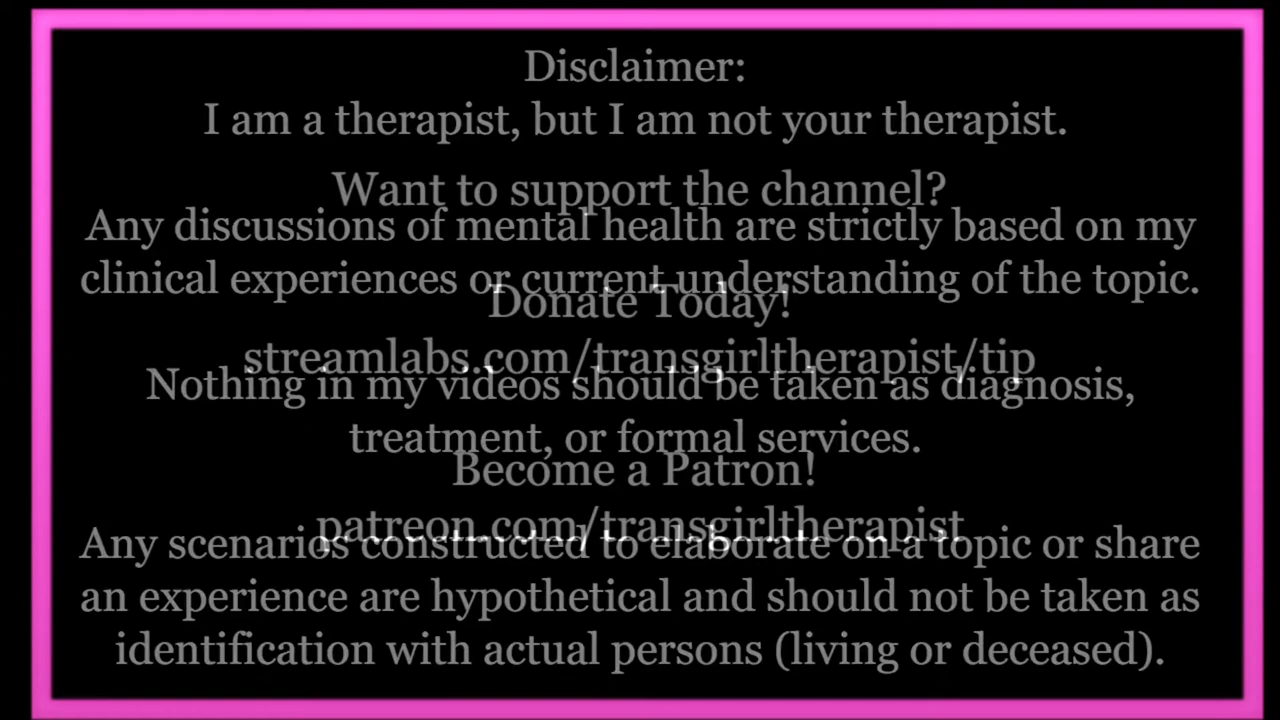 Disclaimer:
I am a therapist, but I am not your therapist.
Want to support the channel?
Any discussions of mental health are strictly based on my
clinical experiences or current understanding of the topic.
Donate Today!
streamlabs.com/transgirltherapist/tip
Nothing in my videos should be taken as diagnosis,
treatment, or formal services.
Become a Patron!
patreon.com/transgirltherapist
Any scenarios constructed to elaborate on a topic or share
an experience are hypothetical and should not be taken as
identification with actual persons (living or deceased).